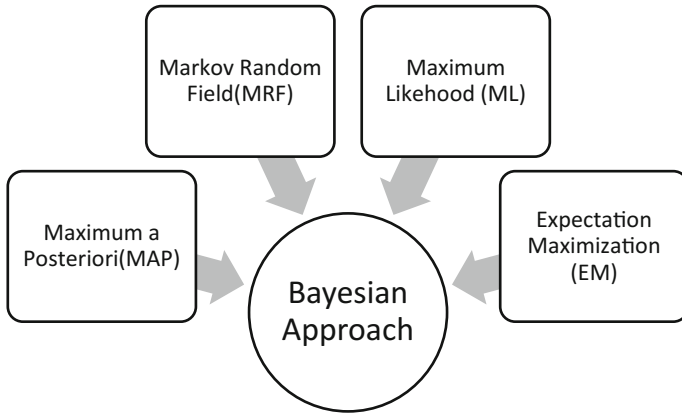 Markov Random
Field(MRF)
Maximum
Likehood (ML)
Maximum a
Posteriori(MAP)
Expectation
Maximization
(EM)
Bayesian
Approach